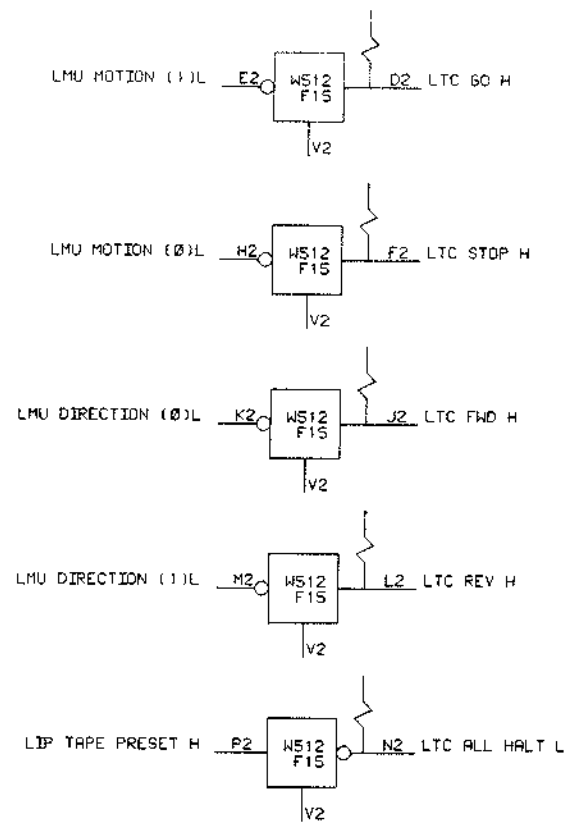 LMU MOTION (1)L E2 W512 D2 LTC GO H
F15
V2
LMU MOTION (0)L H2 W512 F2 LTC STOP H
F15
V2
LMU DIRECTION (0)L K2 W512 J2 LTC FWD H
F15
V2
LMU DIRECTION (1)L M2 W512 L2 LTC REV H
F15
V2
TAPE PRESET H P2 W512 N2 LTC ALL HALT L
F15
V2